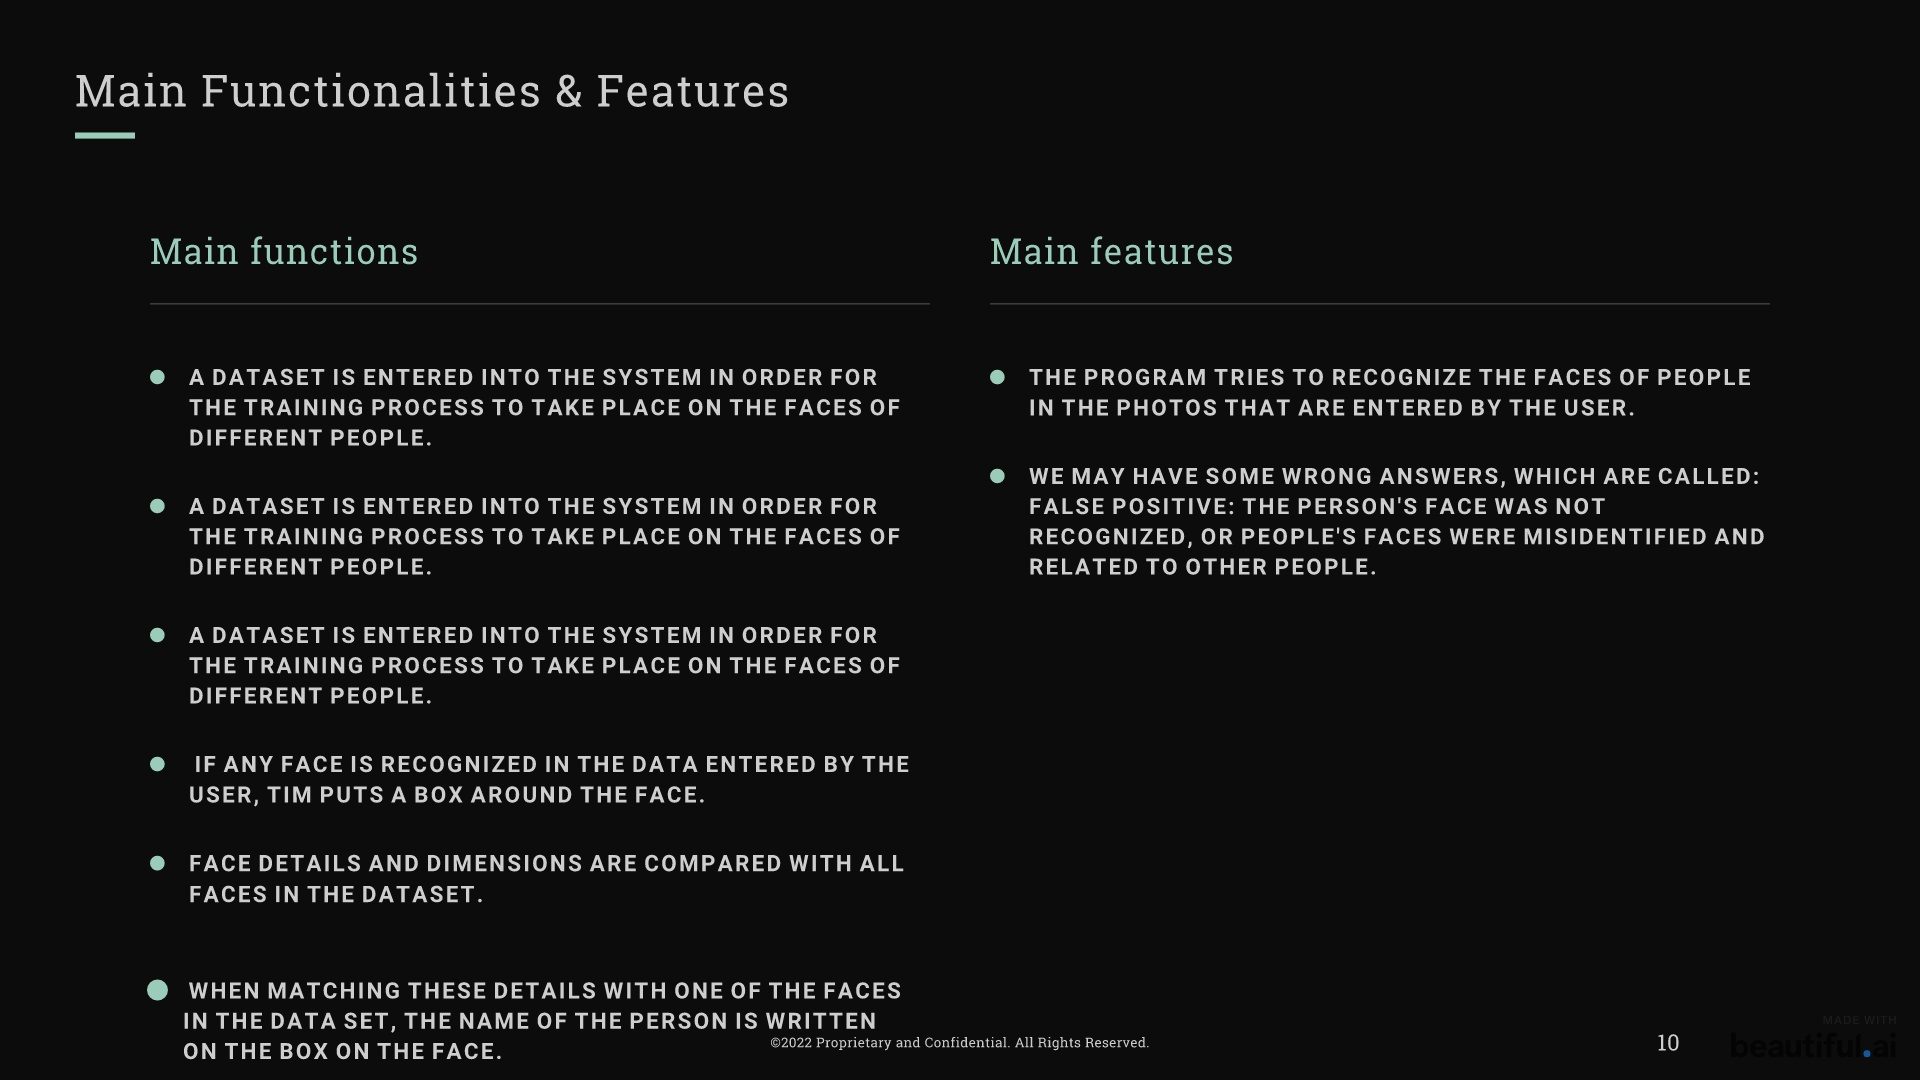 Main Functionalities & Features
Main functions
A DATASET IS ENTERED INTO THE SYSTEM IN ORDER FOR
THE TRAINING PROCESS TO TAKE PLACE ON THE FACES OF
DIFFERENT PEOPLE.
A DATASET IS ENTERED INTO THE SYSTEM IN ORDER FOR
THE TRAINING PROCESS TO TAKE PLACE ON THE FACES OF
DIFFERENT PEOPLE.
A DATASET IS ENTERED INTO THE SYSTEM IN ORDER FOR
THE TRAINING PROCESS TO TAKE PLACE ON THE FACES OF
DIFFERENT PEOPLE.
IF ANY FACE IS RECOGNIZED IN THE DATA ENTERED BY THE
USER, TIM PUTS A BOX AROUND THE FACE.
FACE DETAILS AND DIMENSIONS ARE COMPARED WITH ALL
FACES IN THE DATASET.
WHEN MATCHING THESE DETAILS WITH ONE OF THE FACES
IN THE DATA SET, THE NAME OF THE PERSON IS WRITTEN
ON THE BOX ON THE FACE.
Main features
THE PROGRAM TRIES TO RECOGNIZE THE FACES OF PEOPLE
IN THE PHOTOS THAT ARE ENTERED BY THE USER.
WE MAY HAVE SOME WRONG ANSWERS, WHICH ARE CALLED:
FALSE POSITIVE: THE PERSON'S FACE WAS NOT
RECOGNIZED, OR PEOPLE'S FACES WERE MISIDENTIFIED AND
RELATED TO OTHER PEOPLE.
©2022 Proprietary and Confidential. All Rights Reserved.
10
MADE WITH
beautiful.ai